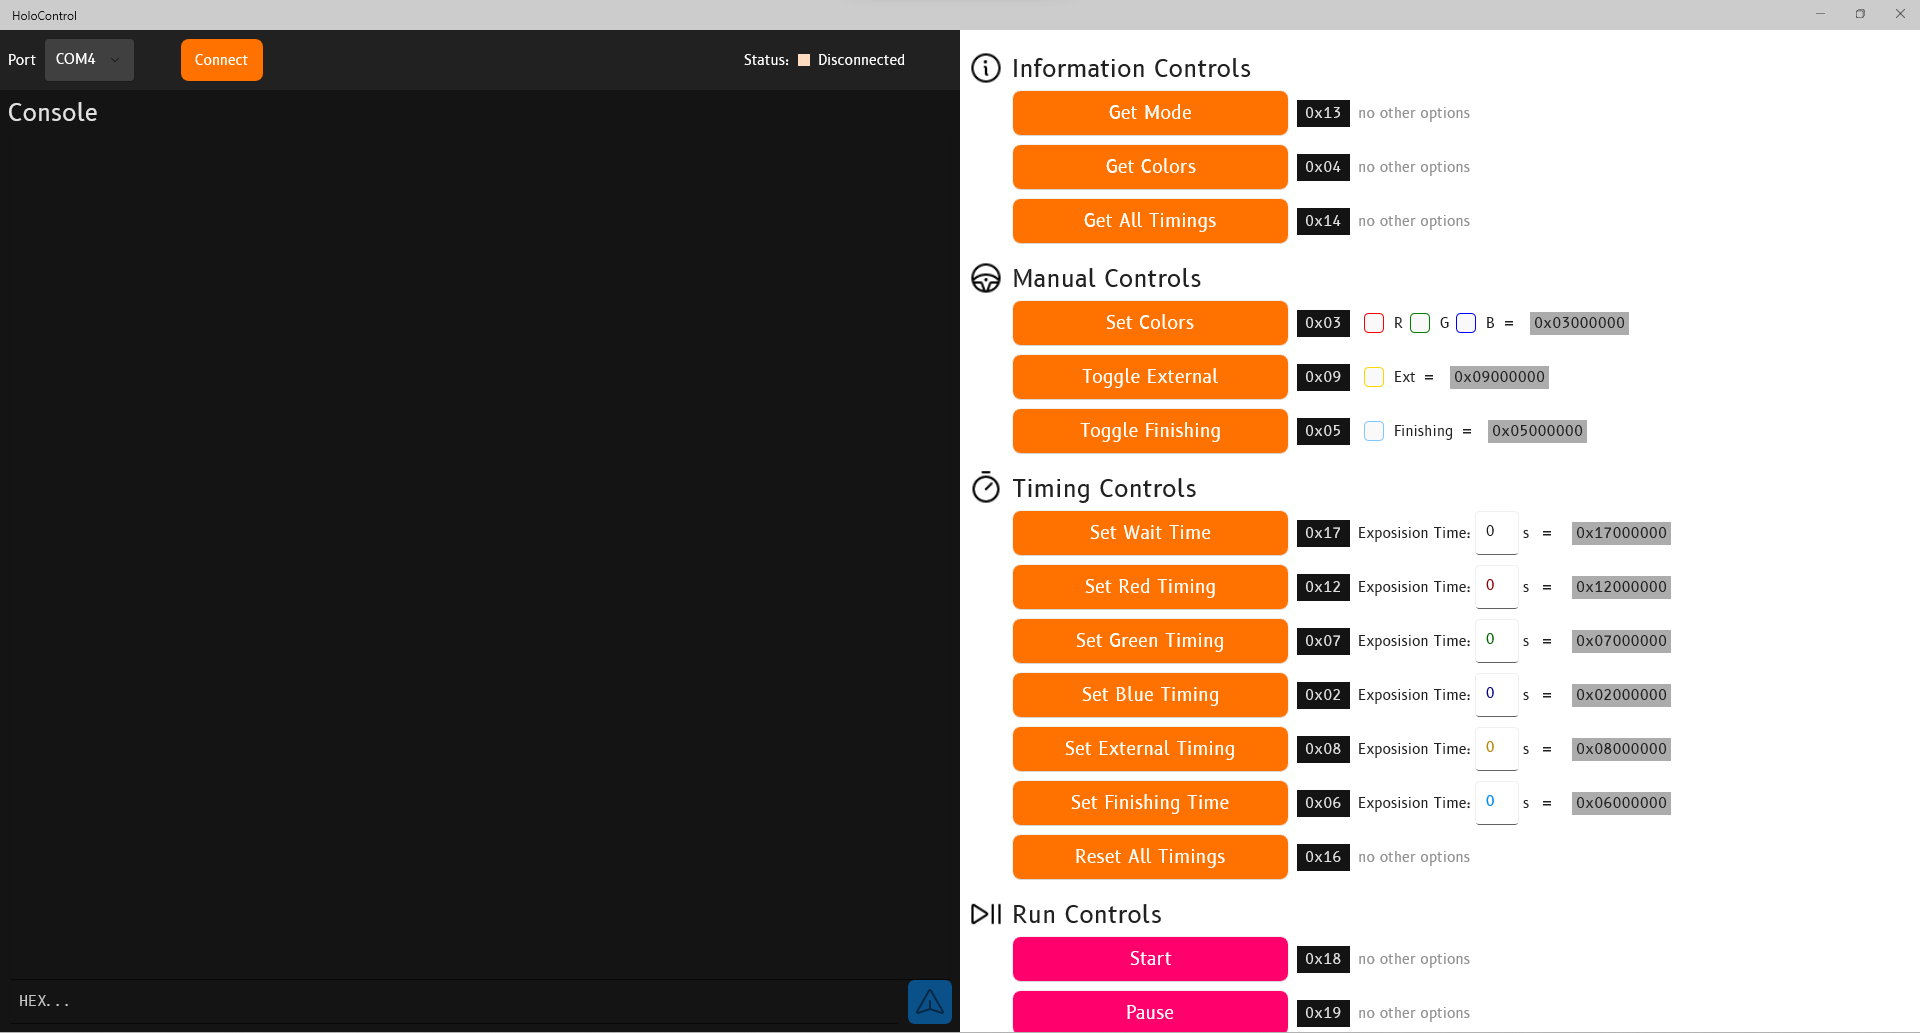 HoloControl
Port COM4 Connect Status: Disconnected
Console
HEX...
Information Controls
Get Mode 0x13 no other options
Get Colors 0x04 no other options
Get All Timings 0x14 no other options
Manual Controls
Set Colors 0x03 R G B = 0x03000000
Toggle External 0x09 Ext = 0x09000000
Toggle Finishing 0x05 Finishing = 0x05000000
Timing Controls
Set Wait Time 0x17 Exposision Time: 0 s = 0x17000000
Set Red Timing 0x12 Exposision Time: 0 s = 0x12000000
Set Green Timing 0x07 Exposision Time: 0 s = 0x07000000
Set Blue Timing 0x02 Exposision Time: 0 s = 0x02000000
Set External Timing 0x08 Exposision Time: 0 s = 0x08000000
Set Finishing Time 0x06 Exposision Time: 0 s = 0x06000000
Reset All Timings 0x16 no other options
Run Controls
Start 0x18 no other options
Pause 0x19 no other options